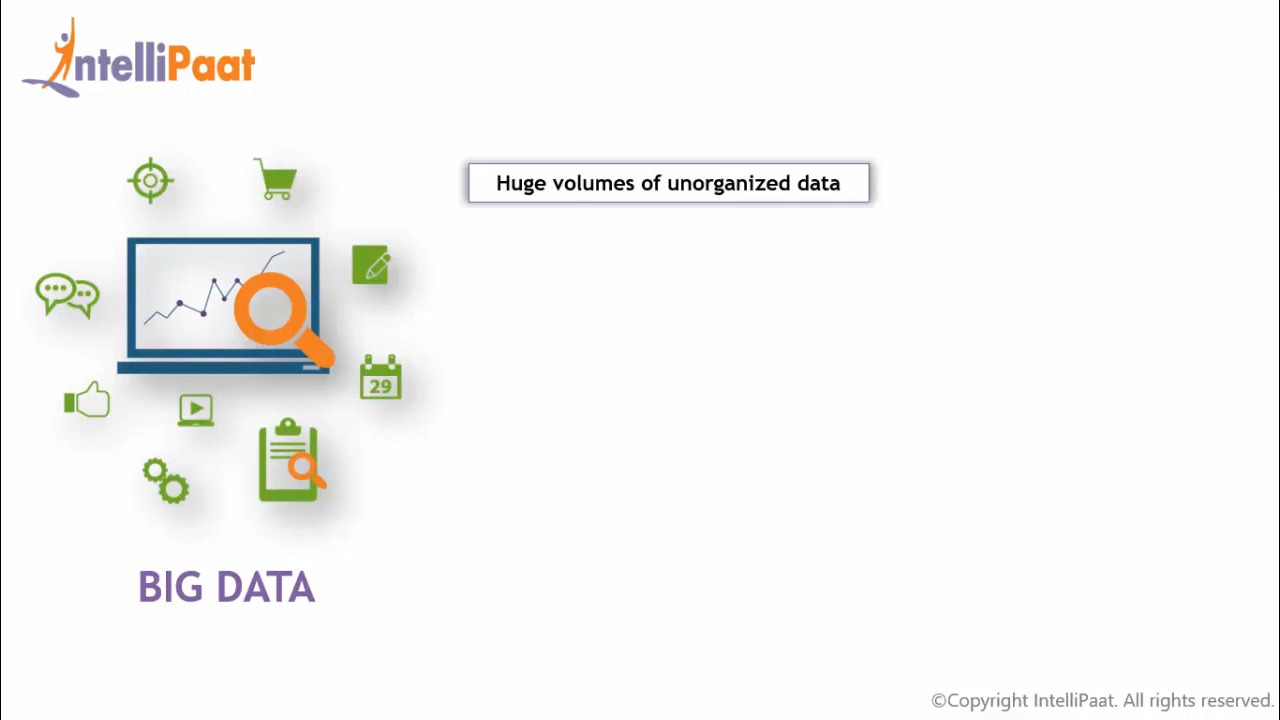 IntelliPaat
Huge volumes of unorganized data
29
BIG DATA
©Copyright IntelliPaat. All rights reserved.